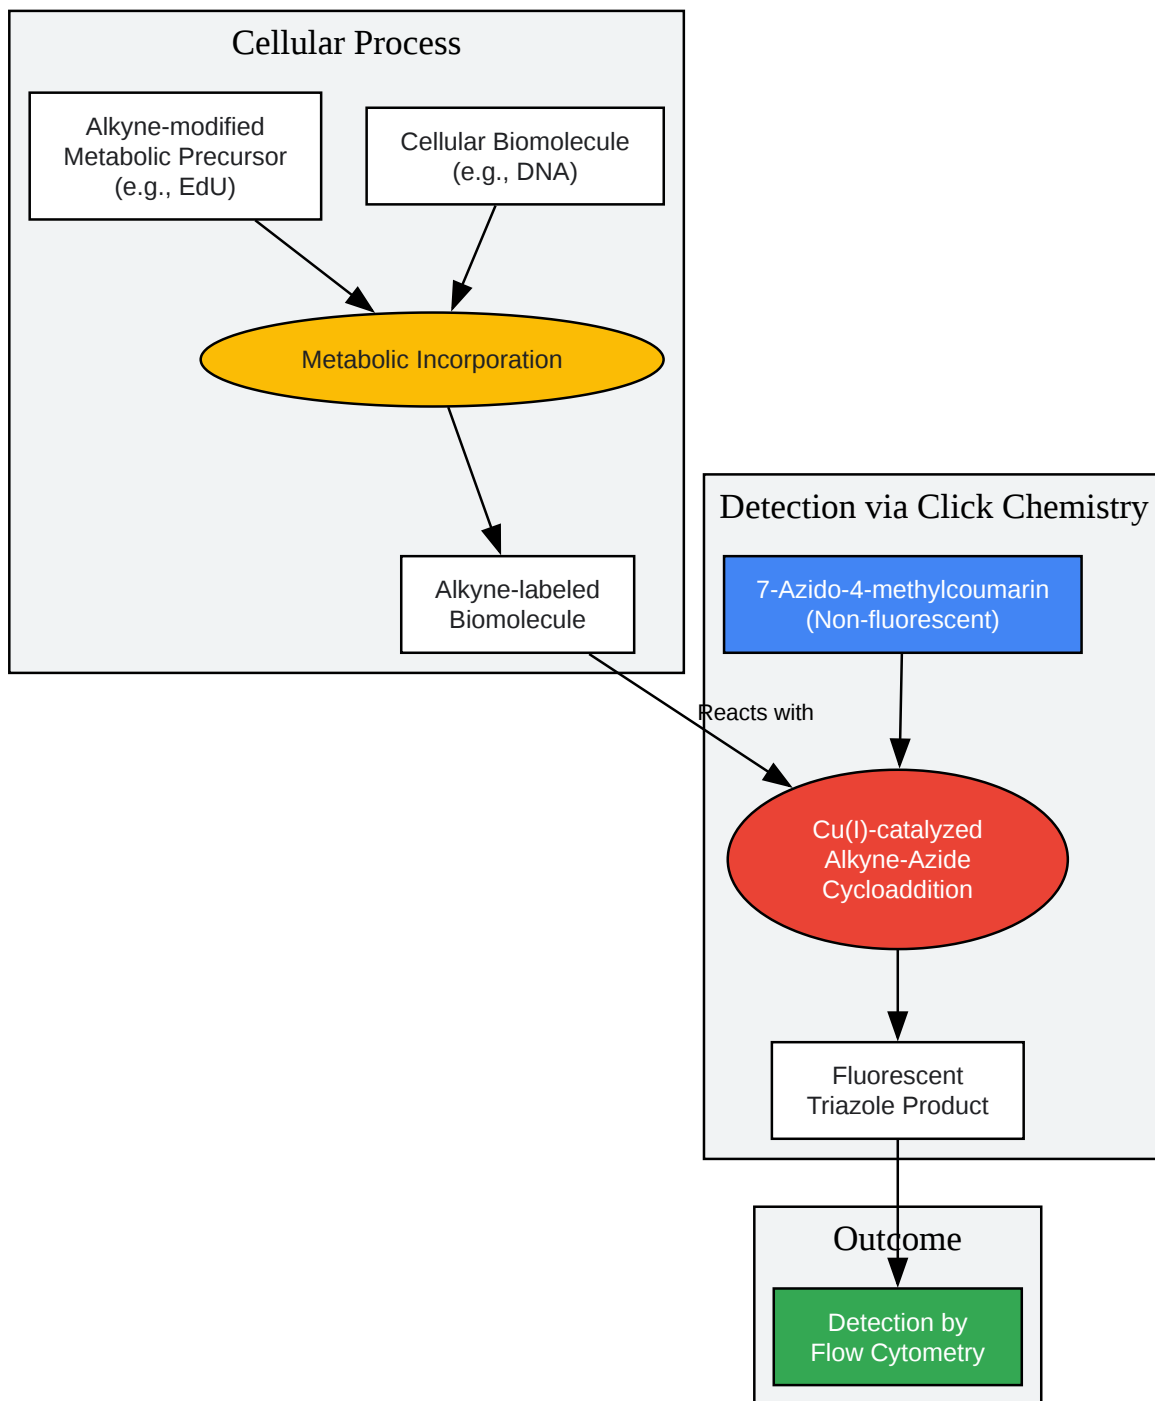 Cellular Process
Alkyne-modified
Metabolic Precursor
(e.g., EdU)
Cellular Biomolecule
(e.g., DNA)
Metabolic Incorporation
Alkyne-labeled
Biomolecule
Reacts with
Detection via Click Chemistry
7-Azido-4-methylcoumarin
(Non-fluorescent)
Cu(I)-catalyzed
Alkyne-Azide
Cycloaddition
Fluorescent
Triazole Product
Outcome
Detection by
Flow Cytometry